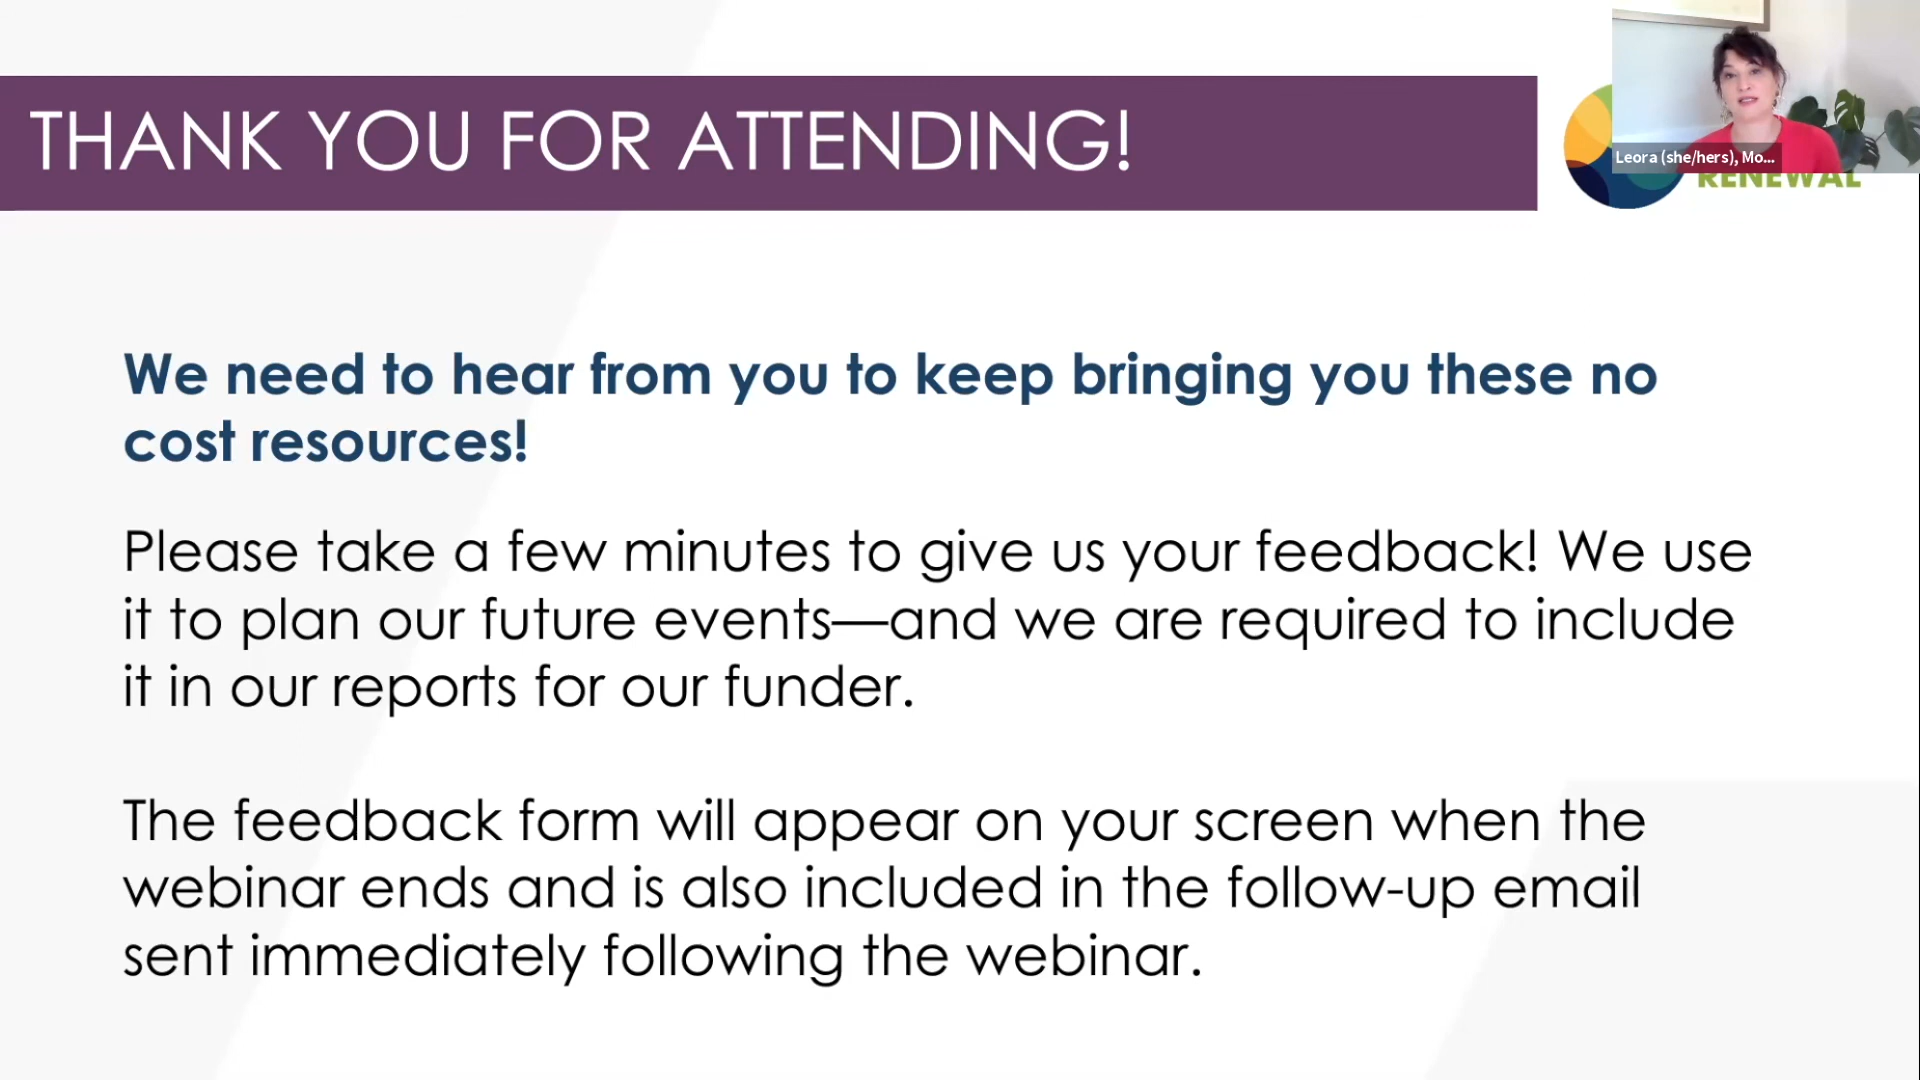 THANK YOU FOR ATTENDING!
Leora (she/hers), Mo...
RENEWAL
We need to hear from you to keep bringing you these no
cost resources!
Please take a few minutes to give us your feedback! We use
it to plan our future events—and we are required to include
it in our reports for our funder.
The feedback form will appear on your screen when the
webinar ends and is also included in the follow-up email
sent immediately following the webinar.